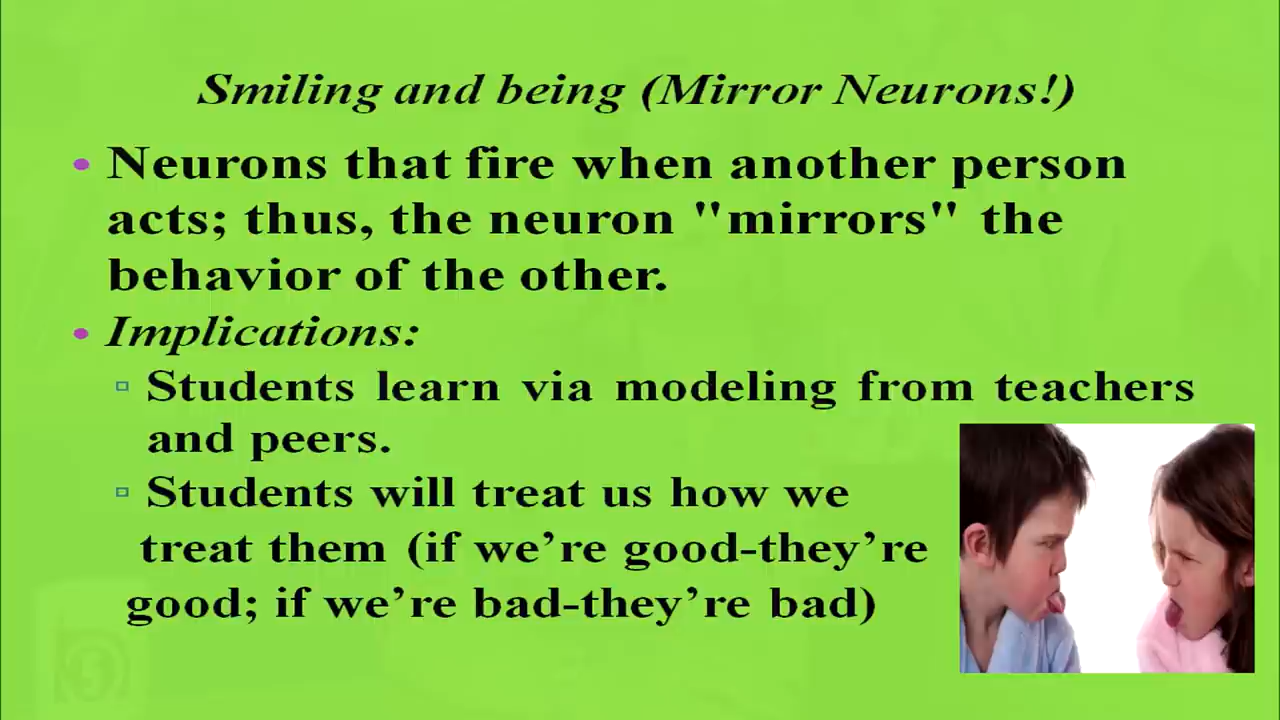 Smiling and being (Mirror Neurons!)
• Neurons that fire when another person
acts; thus, the neuron "mirrors" the
behavior of the other.
• Implications:
▫ Students learn via modeling from teachers
and peers.
▫ Students will treat us how we
treat them (if we’re good-they’re
good; if we’re bad-they’re bad)